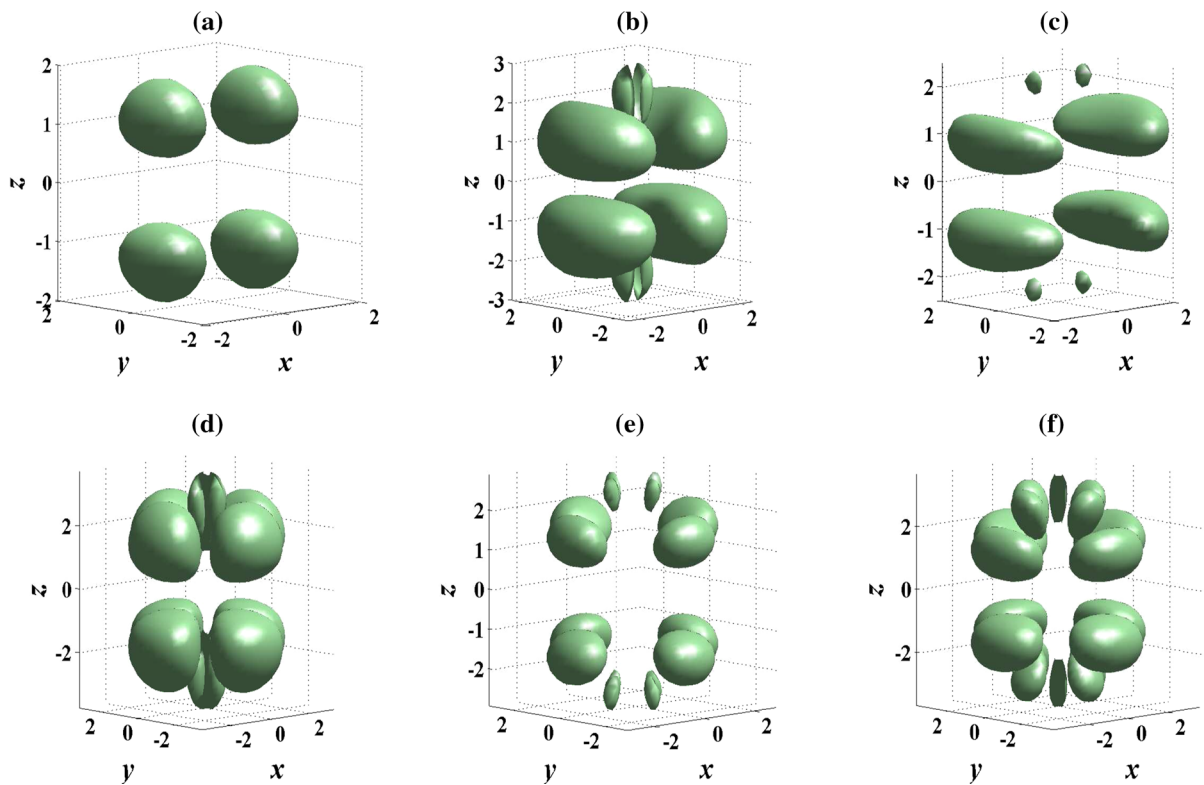 (a) (b) (c)
2 3 2
1 2 1
0 1 0
-1 0 -1
-2 -1 -2
-2
-3
z z z
2 0 -2 -2 0 2
2 0 -2 -2 0 2
2 0 -2 -2 0 2
y x y x y x
(d) (e) (f)
2 2 2
0 1 0
-2 0 -2
-1
-2
z z z
2 0 -2 -2 0 2
2 0 -2 -2 0 2
2 0 -2 -2 0 2
y x y x y x